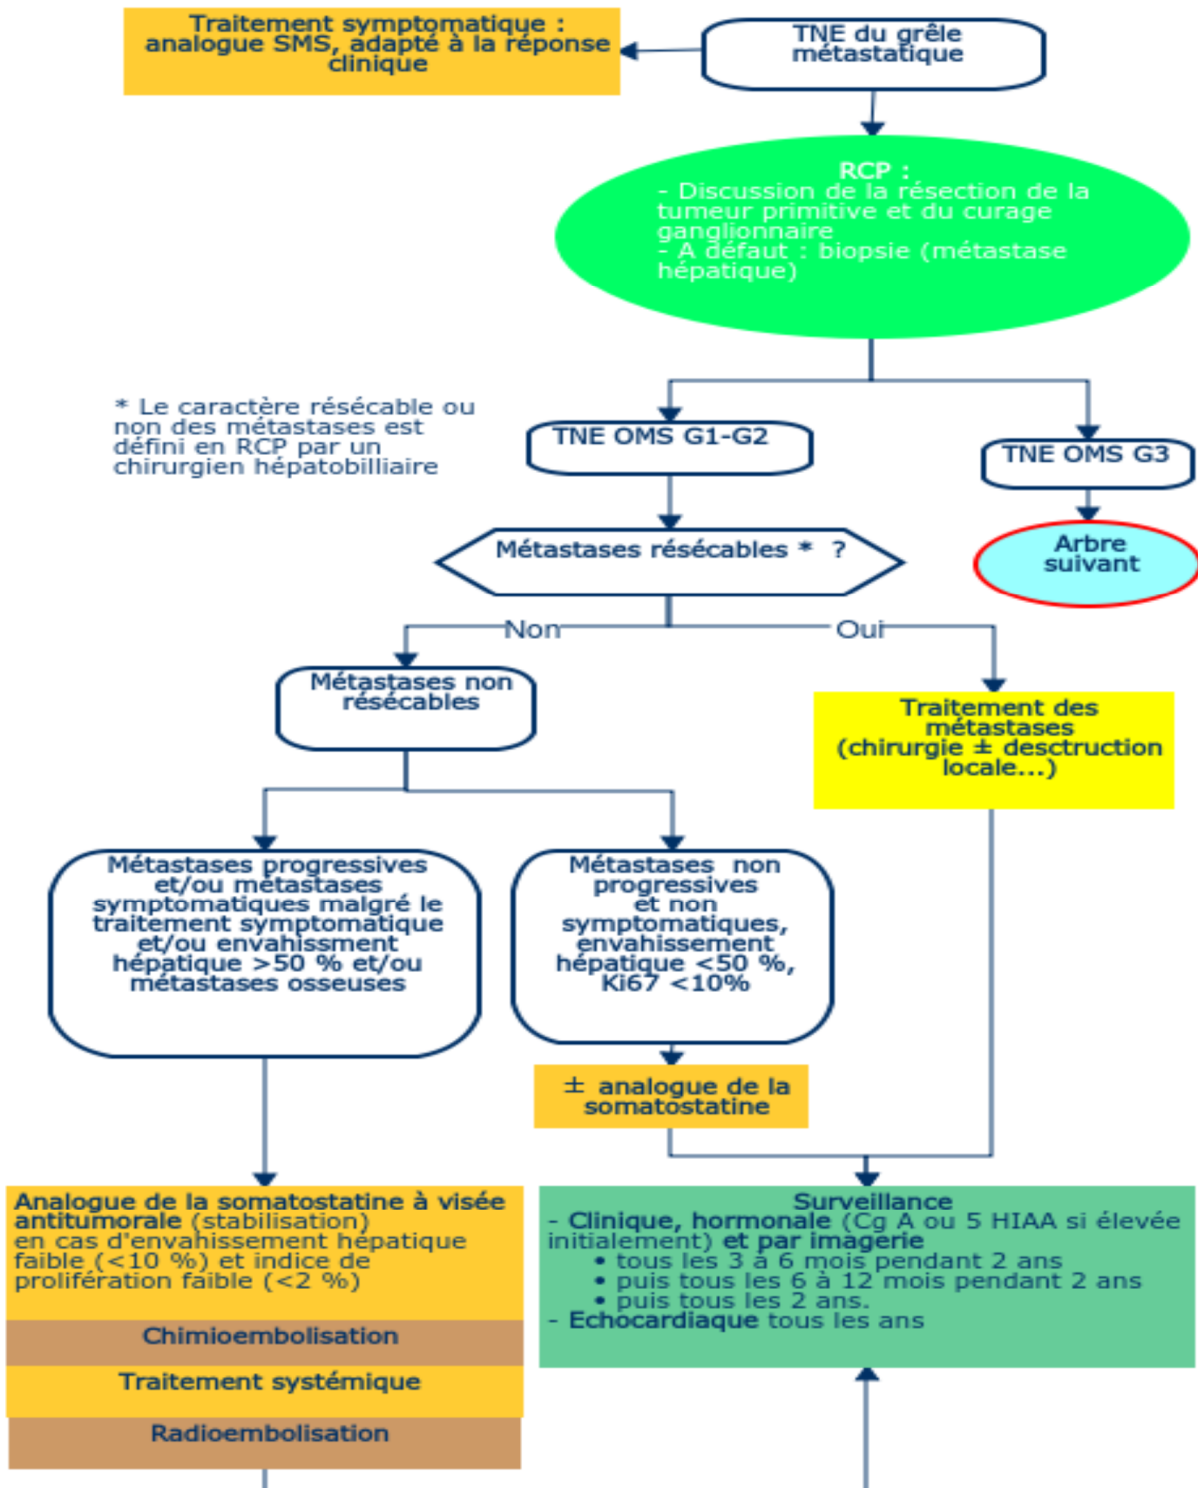 Traitement symptomatique :
analogue SMS, adapté à la réponse
clinique
TNE du grêle
métastatique
RCP :
- Discussion de la résection de la
tumeur primitive et du curage
ganglionnaire
- A défaut : biopsie (métastase
hépatique)
* Le caractère résécable ou
non des métastases est
défini en RCP par un
chirurgien hépatobilliaire
TNE OMS G1-G2
TNE OMS G3
Arbre
suivant
Métastases résécables * ?
Non
Oui
Métastases non
résécables
Traitement des
métastases
(chirurgie ± desctruction
locale...)
Métastases progressives
et/ou métastases
symptomatiques malgré le
traitement symptomatique
et/ou envahissment
hépatique >50 % et/ou
métastases osseuses
Métastases non
progressives
et non
symptomatiques,
envahissement
hépatique <50 %,
Ki67 <10%
± analogue de la
somatostatine
Analogue de la somatostatine à visée
antitumorale (stabilisation)
en cas d'envahissement hépatique
faible (<10 %) et indice de
prolifération faible (<2 %)
Chimioembolisation
Traitement systémique
Radioembolisation
Surveillance
- Clinique, hormonale (Cg A ou 5 HIAA si élevée
initialement) et par imagerie
• tous les 3 à 6 mois pendant 2 ans
• puis tous les 6 à 12 mois pendant 2 ans
• puis tous les 2 ans.
- Echocardiaque tous les ans